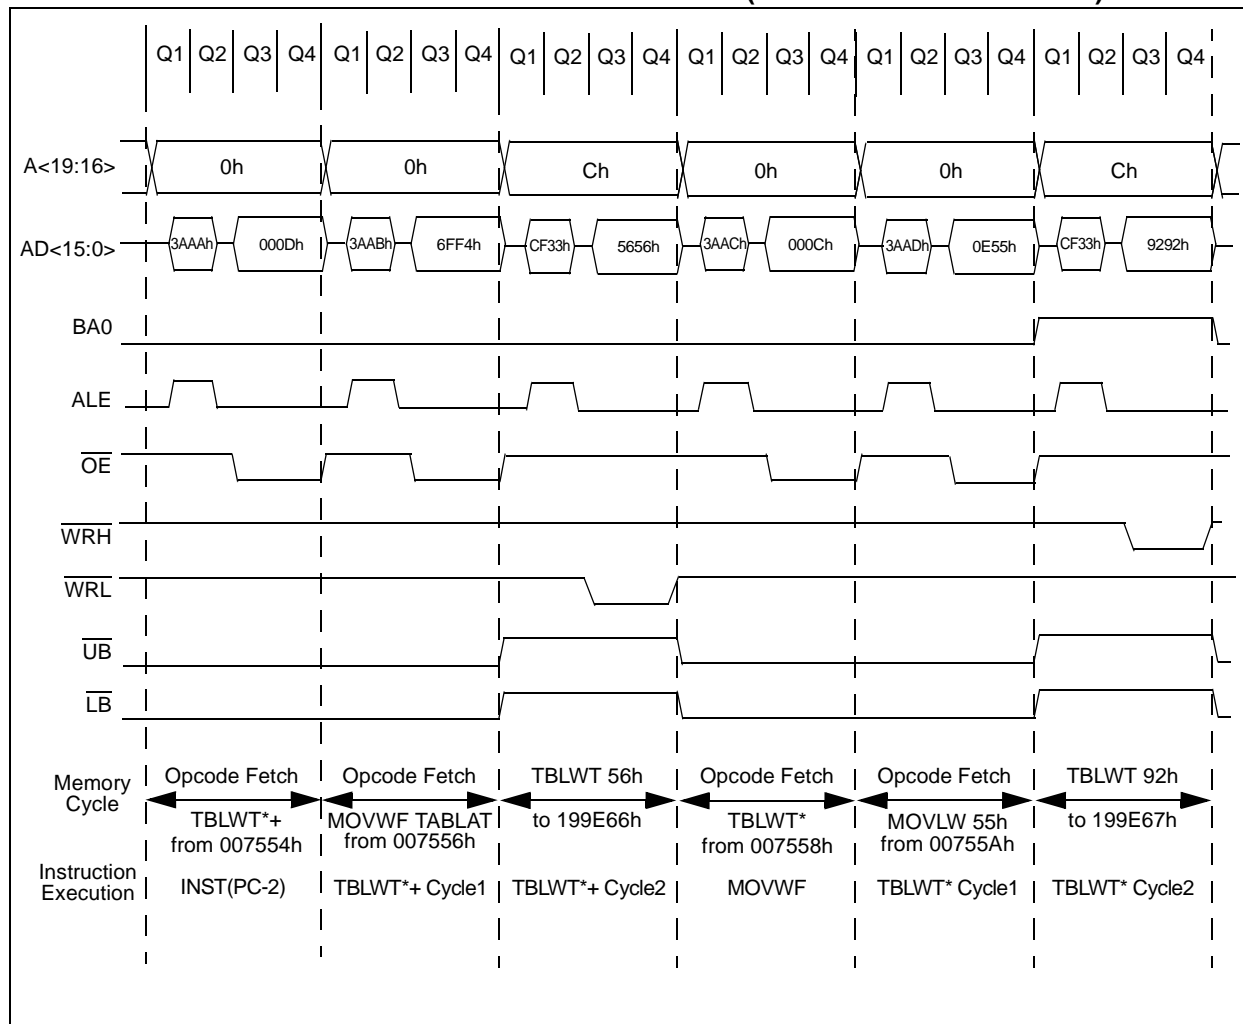 Q1 Q2 Q3 Q4 Q1 Q2 Q3 Q4 Q1 Q2 Q3 Q4 Q1 Q2 Q3 Q4 Q1 Q2 Q3 Q4 Q1 Q2 Q3 Q4
A<19:16> 0h 0h Ch 0h 0h Ch
AD<15:0> 3AAAh 000Dh 3AABh 6FF4h CF33h 5656h 3AACh 000Ch 3AADh 0E55h CF33h 9292h
BA0
ALE
OE
WRH
WRL
UB
LB
Memory Cycle
Opcode Fetch Opcode Fetch TBLWT 56h Opcode Fetch Opcode Fetch TBLWT 92h
TBLWT*+ MOVWF TABLAT to 199E66h TBLWT* MOVLW 55h to 199E67h
from 007554h from 007556h from 007558h from 00755Ah
Instruction Execution
INST(PC-2) TBLWT*+ Cycle1 TBLWT*+ Cycle2 MOVWF TBLWT* Cycle1 TBLWT* Cycle2